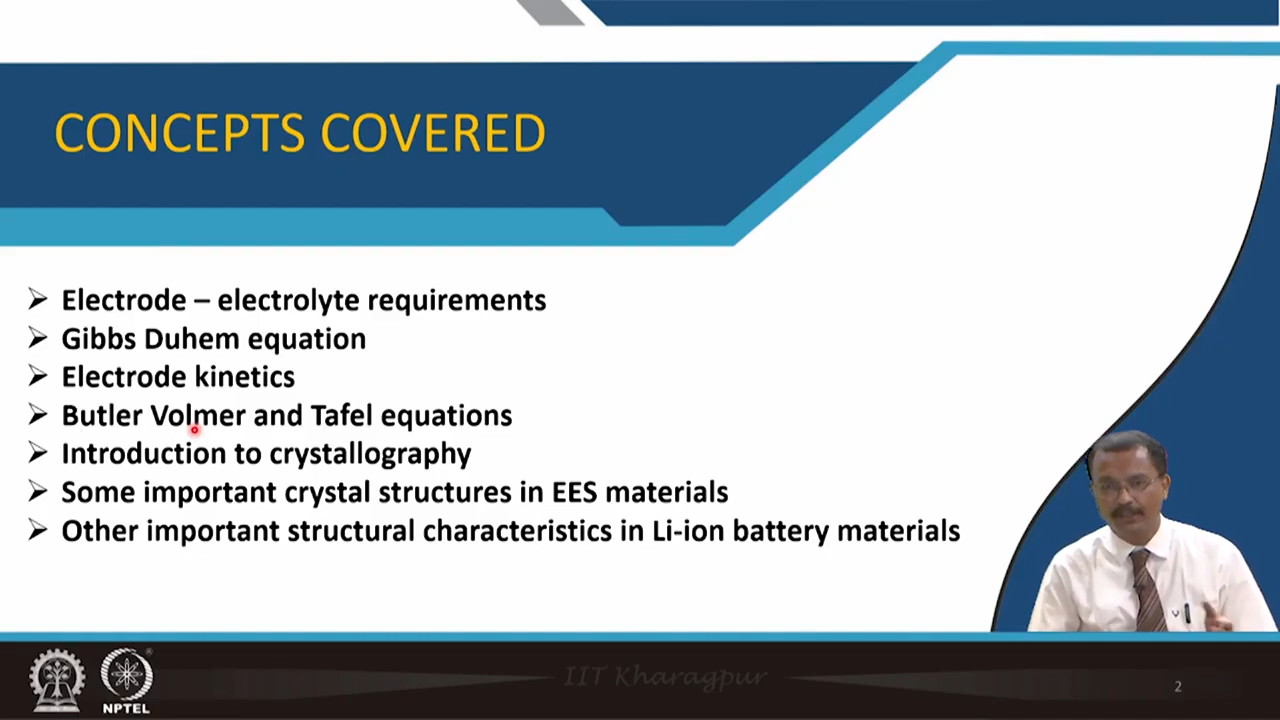 CONCEPTS COVERED
➢ Electrode – electrolyte requirements
➢ Gibbs Duhem equation
➢ Electrode kinetics
➢ Butler Volmer and Tafel equations
➢ Introduction to crystallography
➢ Some important crystal structures in EES materials
➢ Other important structural characteristics in Li-ion battery materials
IIT Kharagpur
2
NPTEL